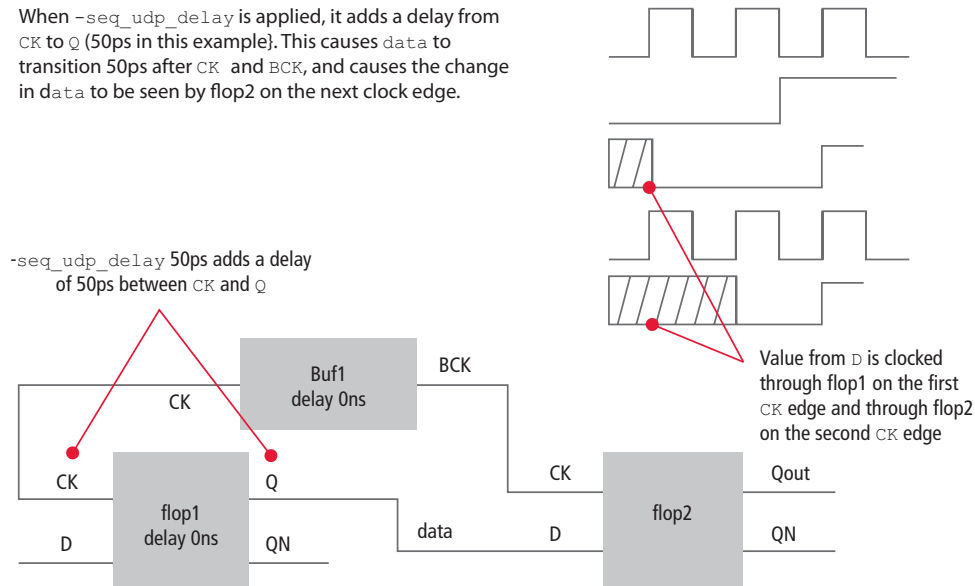 When -seq_udp_delay is applied, it adds a delay from
CK to Q (50ps in this example}. This causes data to
transition 50ps after CK and BCK, and causes the change
in data to be seen by flop2 on the next clock edge.
-seq_udp_delay 50ps adds a delay
of 50ps between CK and Q
Value from D is clocked
through flop1 on the first
CK edge and through flop2
on the second CK edge
Buf1
delay 0ns
BCK
CK
CK
Q
flop1
delay 0ns
D
QN
data
CK
D
flop2
Qout
QN